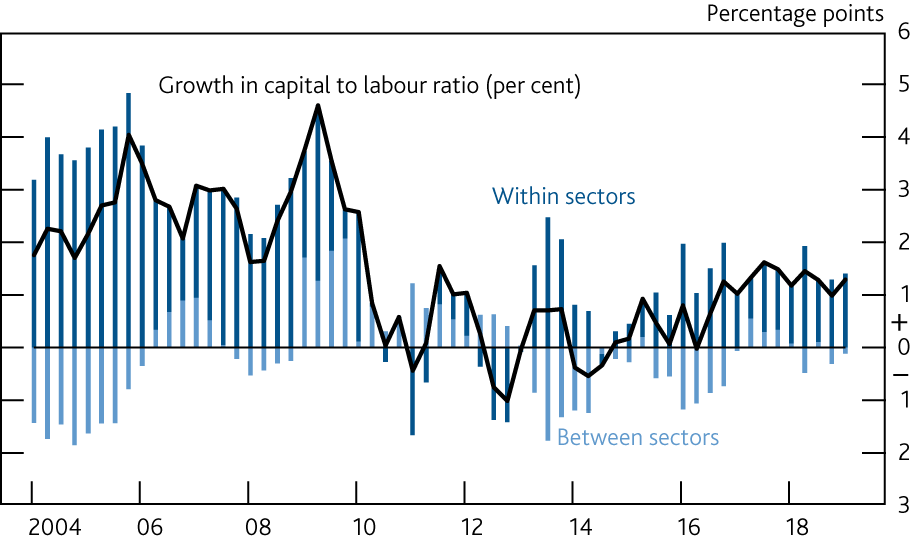 Percentage points
6
Growth in capital to labour ratio (per cent)
5
4
3
Within sectors
2
1
+
0
–
1
Between sectors
2
3
2004 06 08 10 12 14 16 18